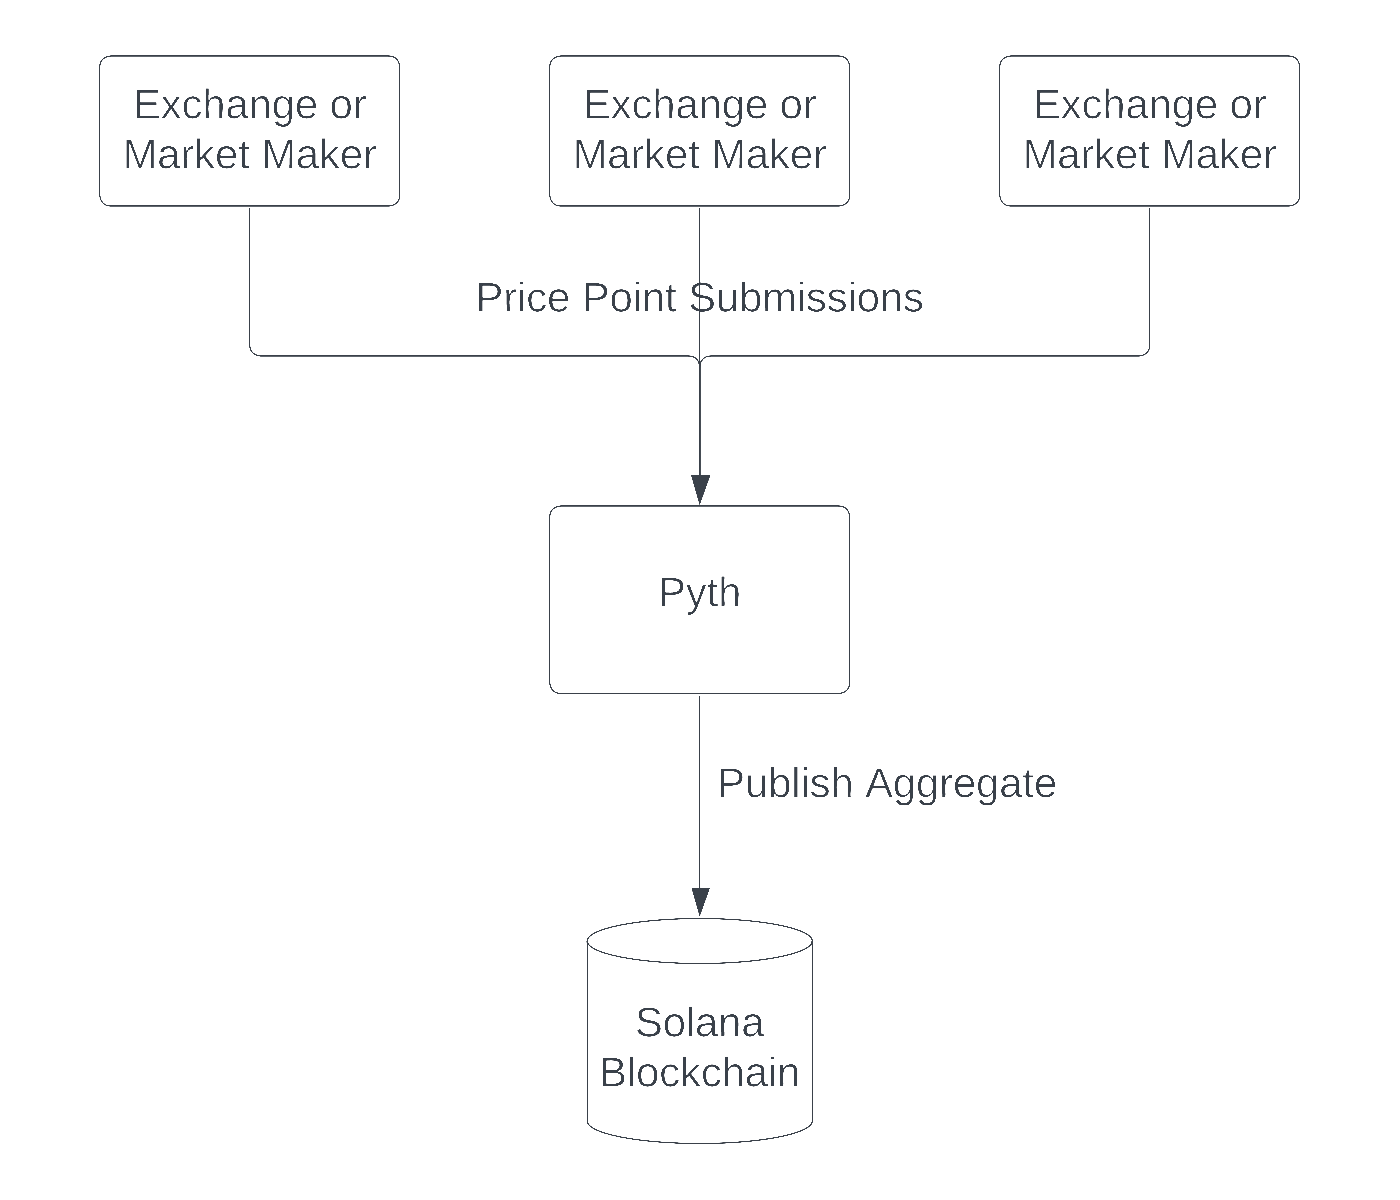 Exchange or
Market Maker
Exchange or
Market Maker
Exchange or
Market Maker
Price Point Submissions
Pyth
Publish Aggregate
Solana
Blockchain